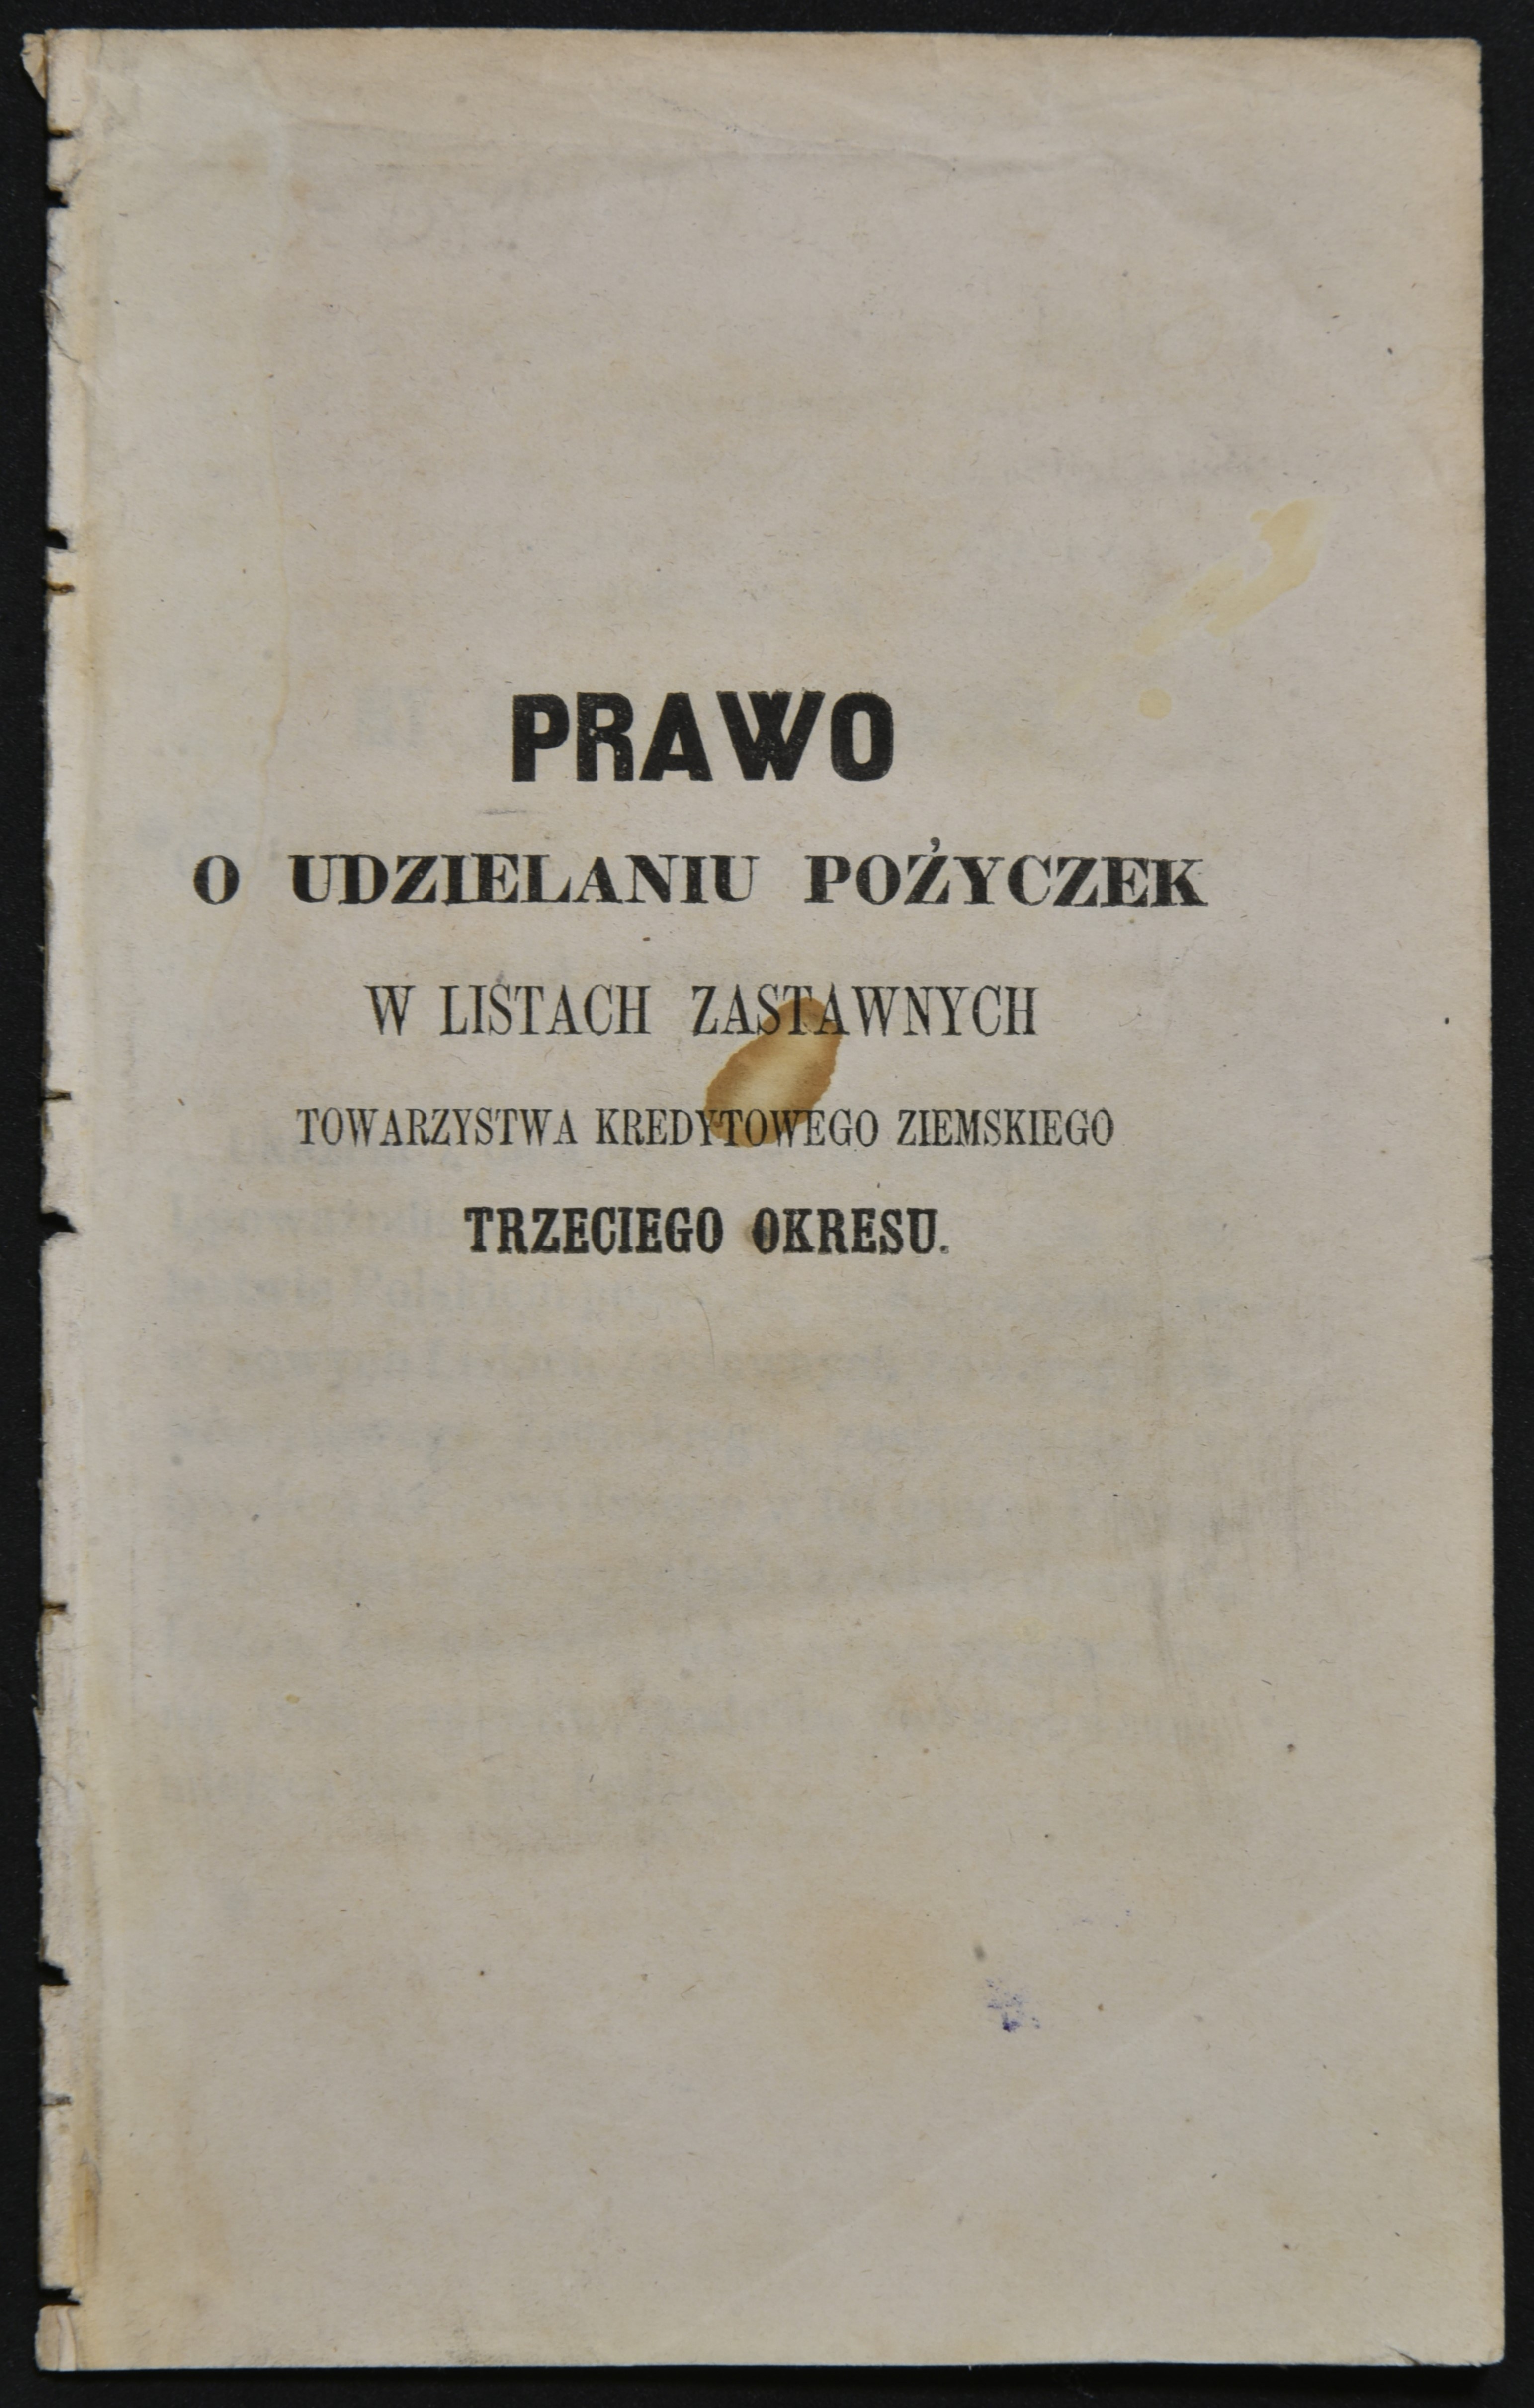 PRAWO
O UDZIELANIU POŻYCZEK
W LISTACH ZASTAWNYCH
TOWARZYSTWA KREDYTOWEGO ZIEMSKIEGO
TRZECIEGO OKRESU.